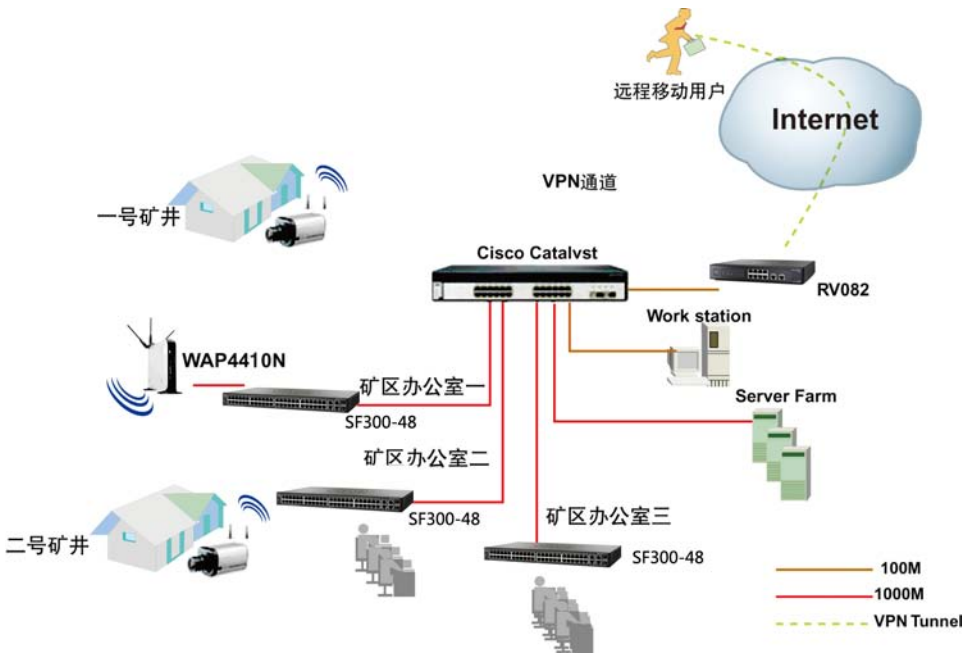 远程移动用户
Internet
VPN通道
一号矿井
Cisco Catalvst
RV082
Work station
WAP4410N
矿区办公室一
SF300-48
Server Farm
矿区办公室二
SF300-48
矿区办公室三
二号矿井
SF300-48
100M
1000M
VPN Tunnel